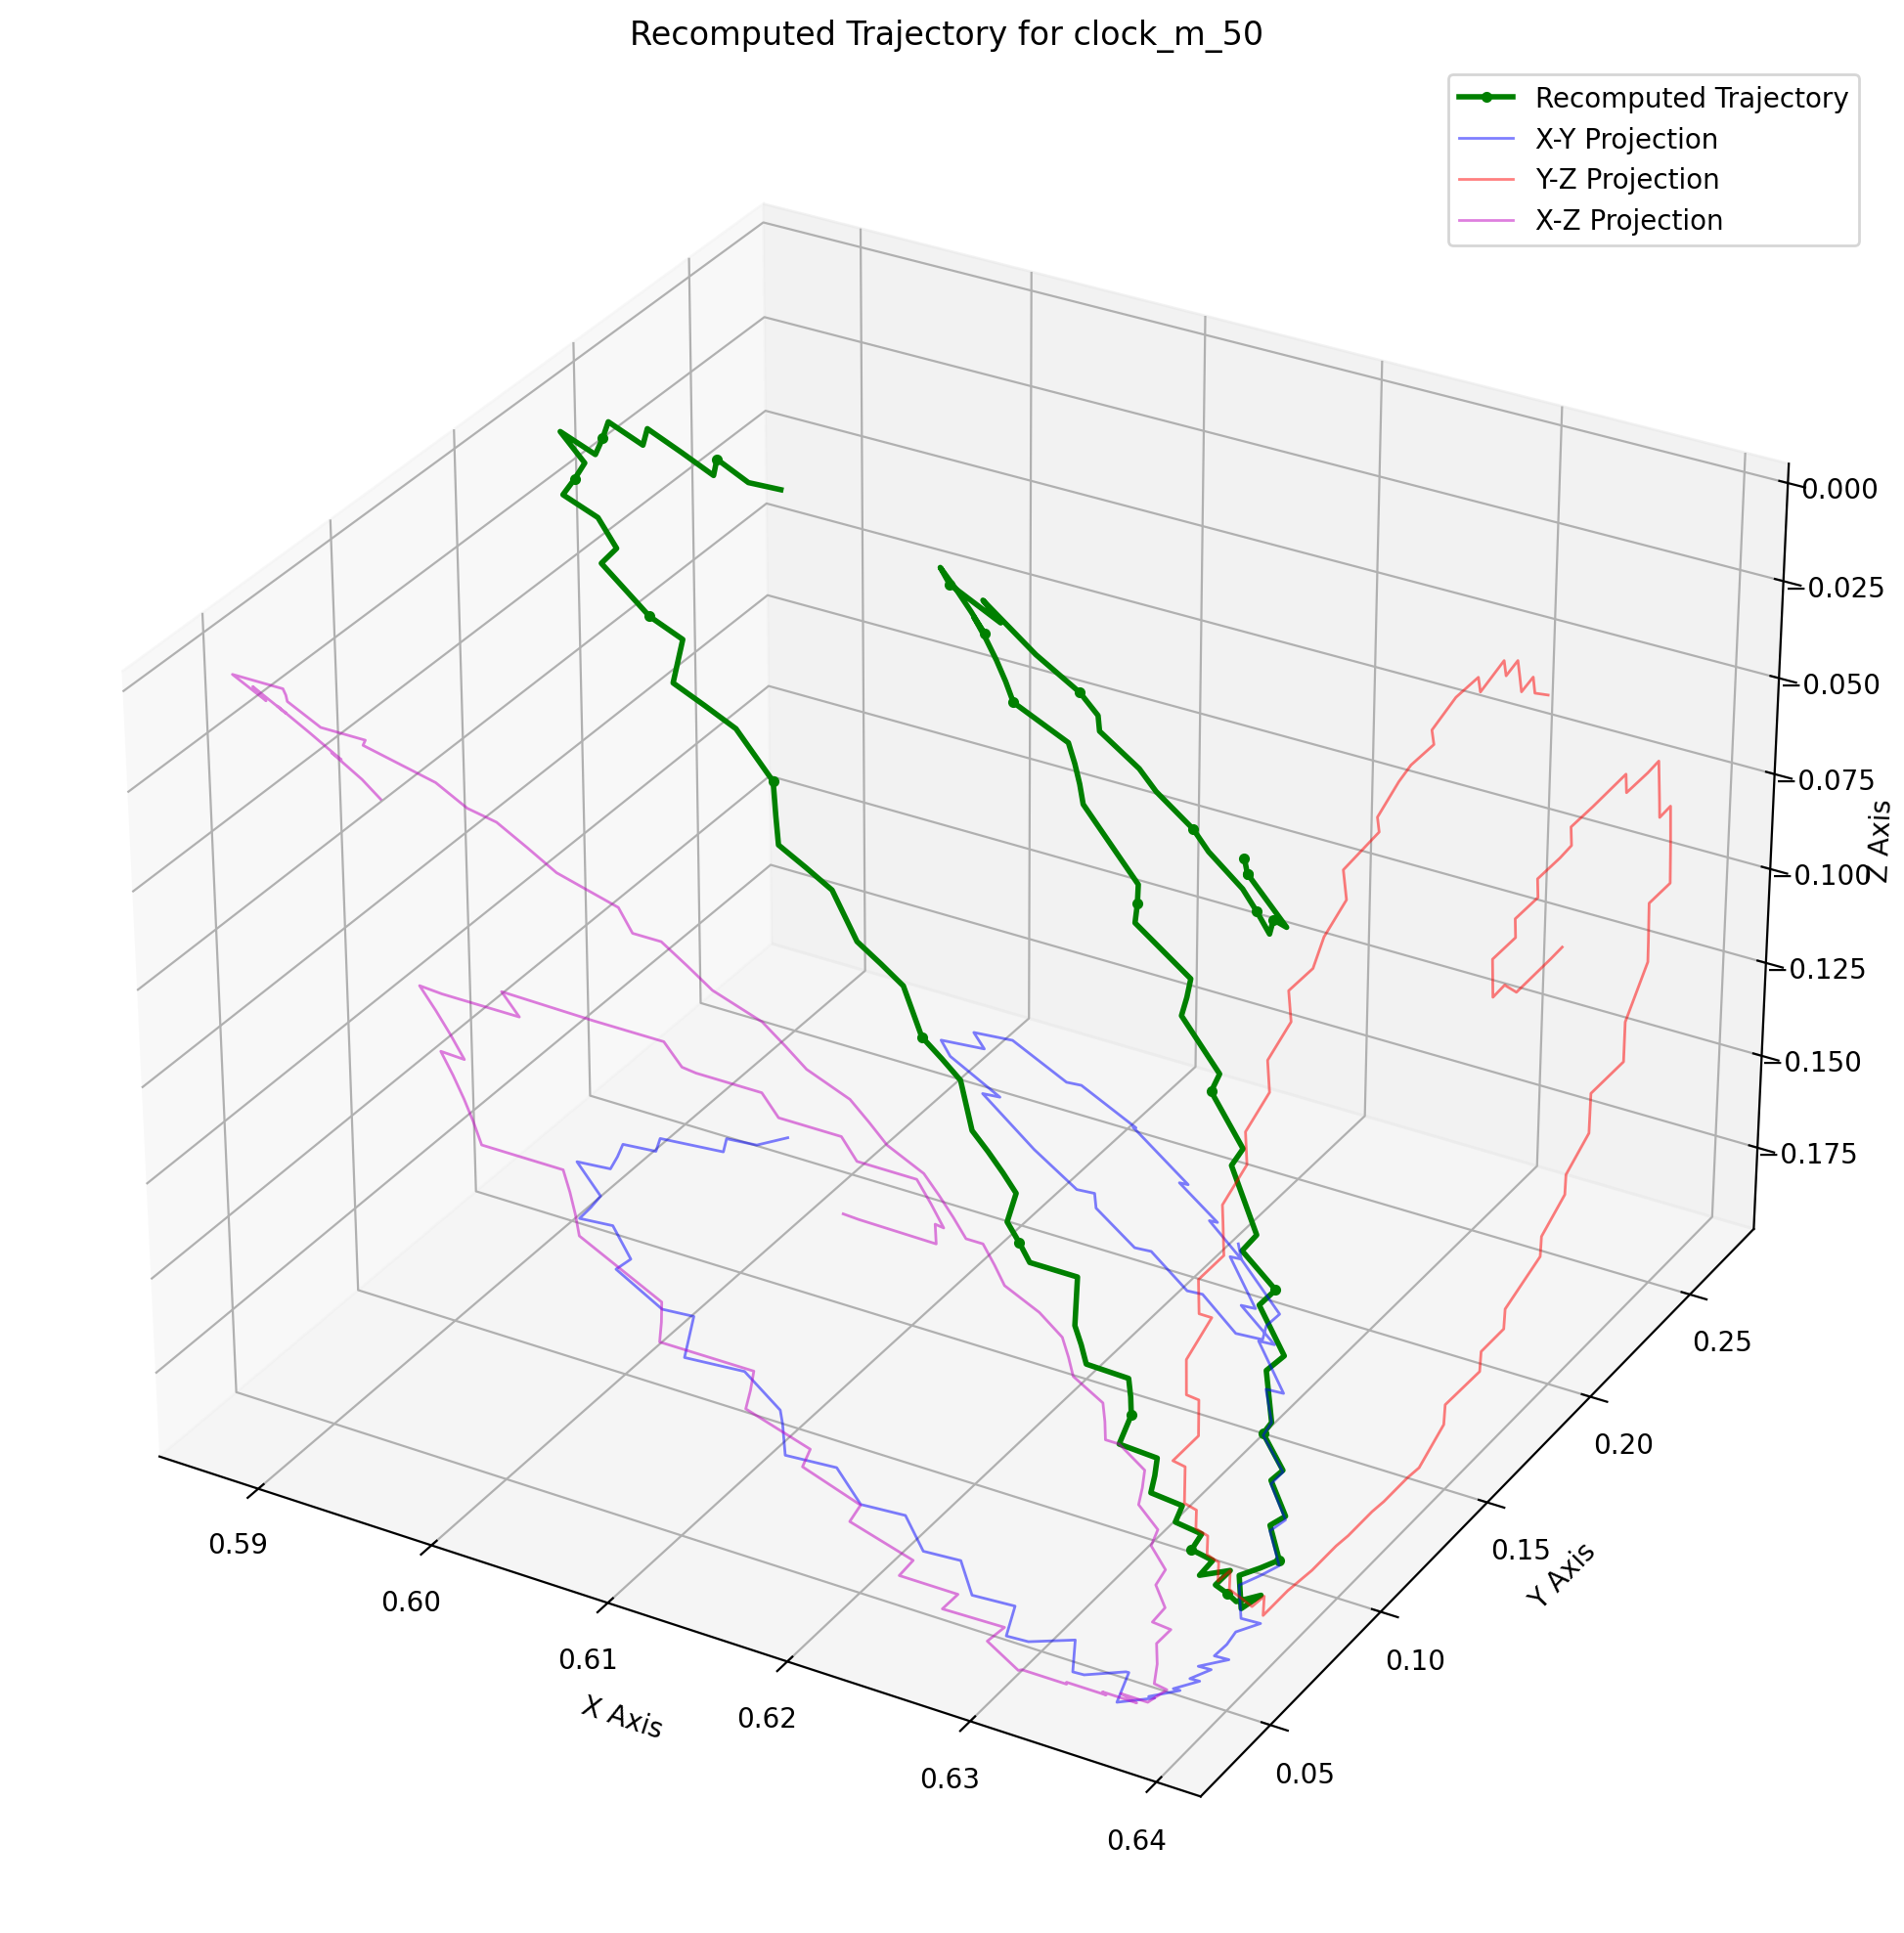 Recomputed Trajectory for clock_m_50
Recomputed Trajectory
X-Y Projection
Y-Z Projection
X-Z Projection
0.000
0.025
0.050
0.075
0.100
0.125
0.150
0.175
Z Axis
0.25
0.20
0.15
0.10
0.05
Y Axis
0.59
0.60
0.61
0.62
0.63
0.64
X Axis